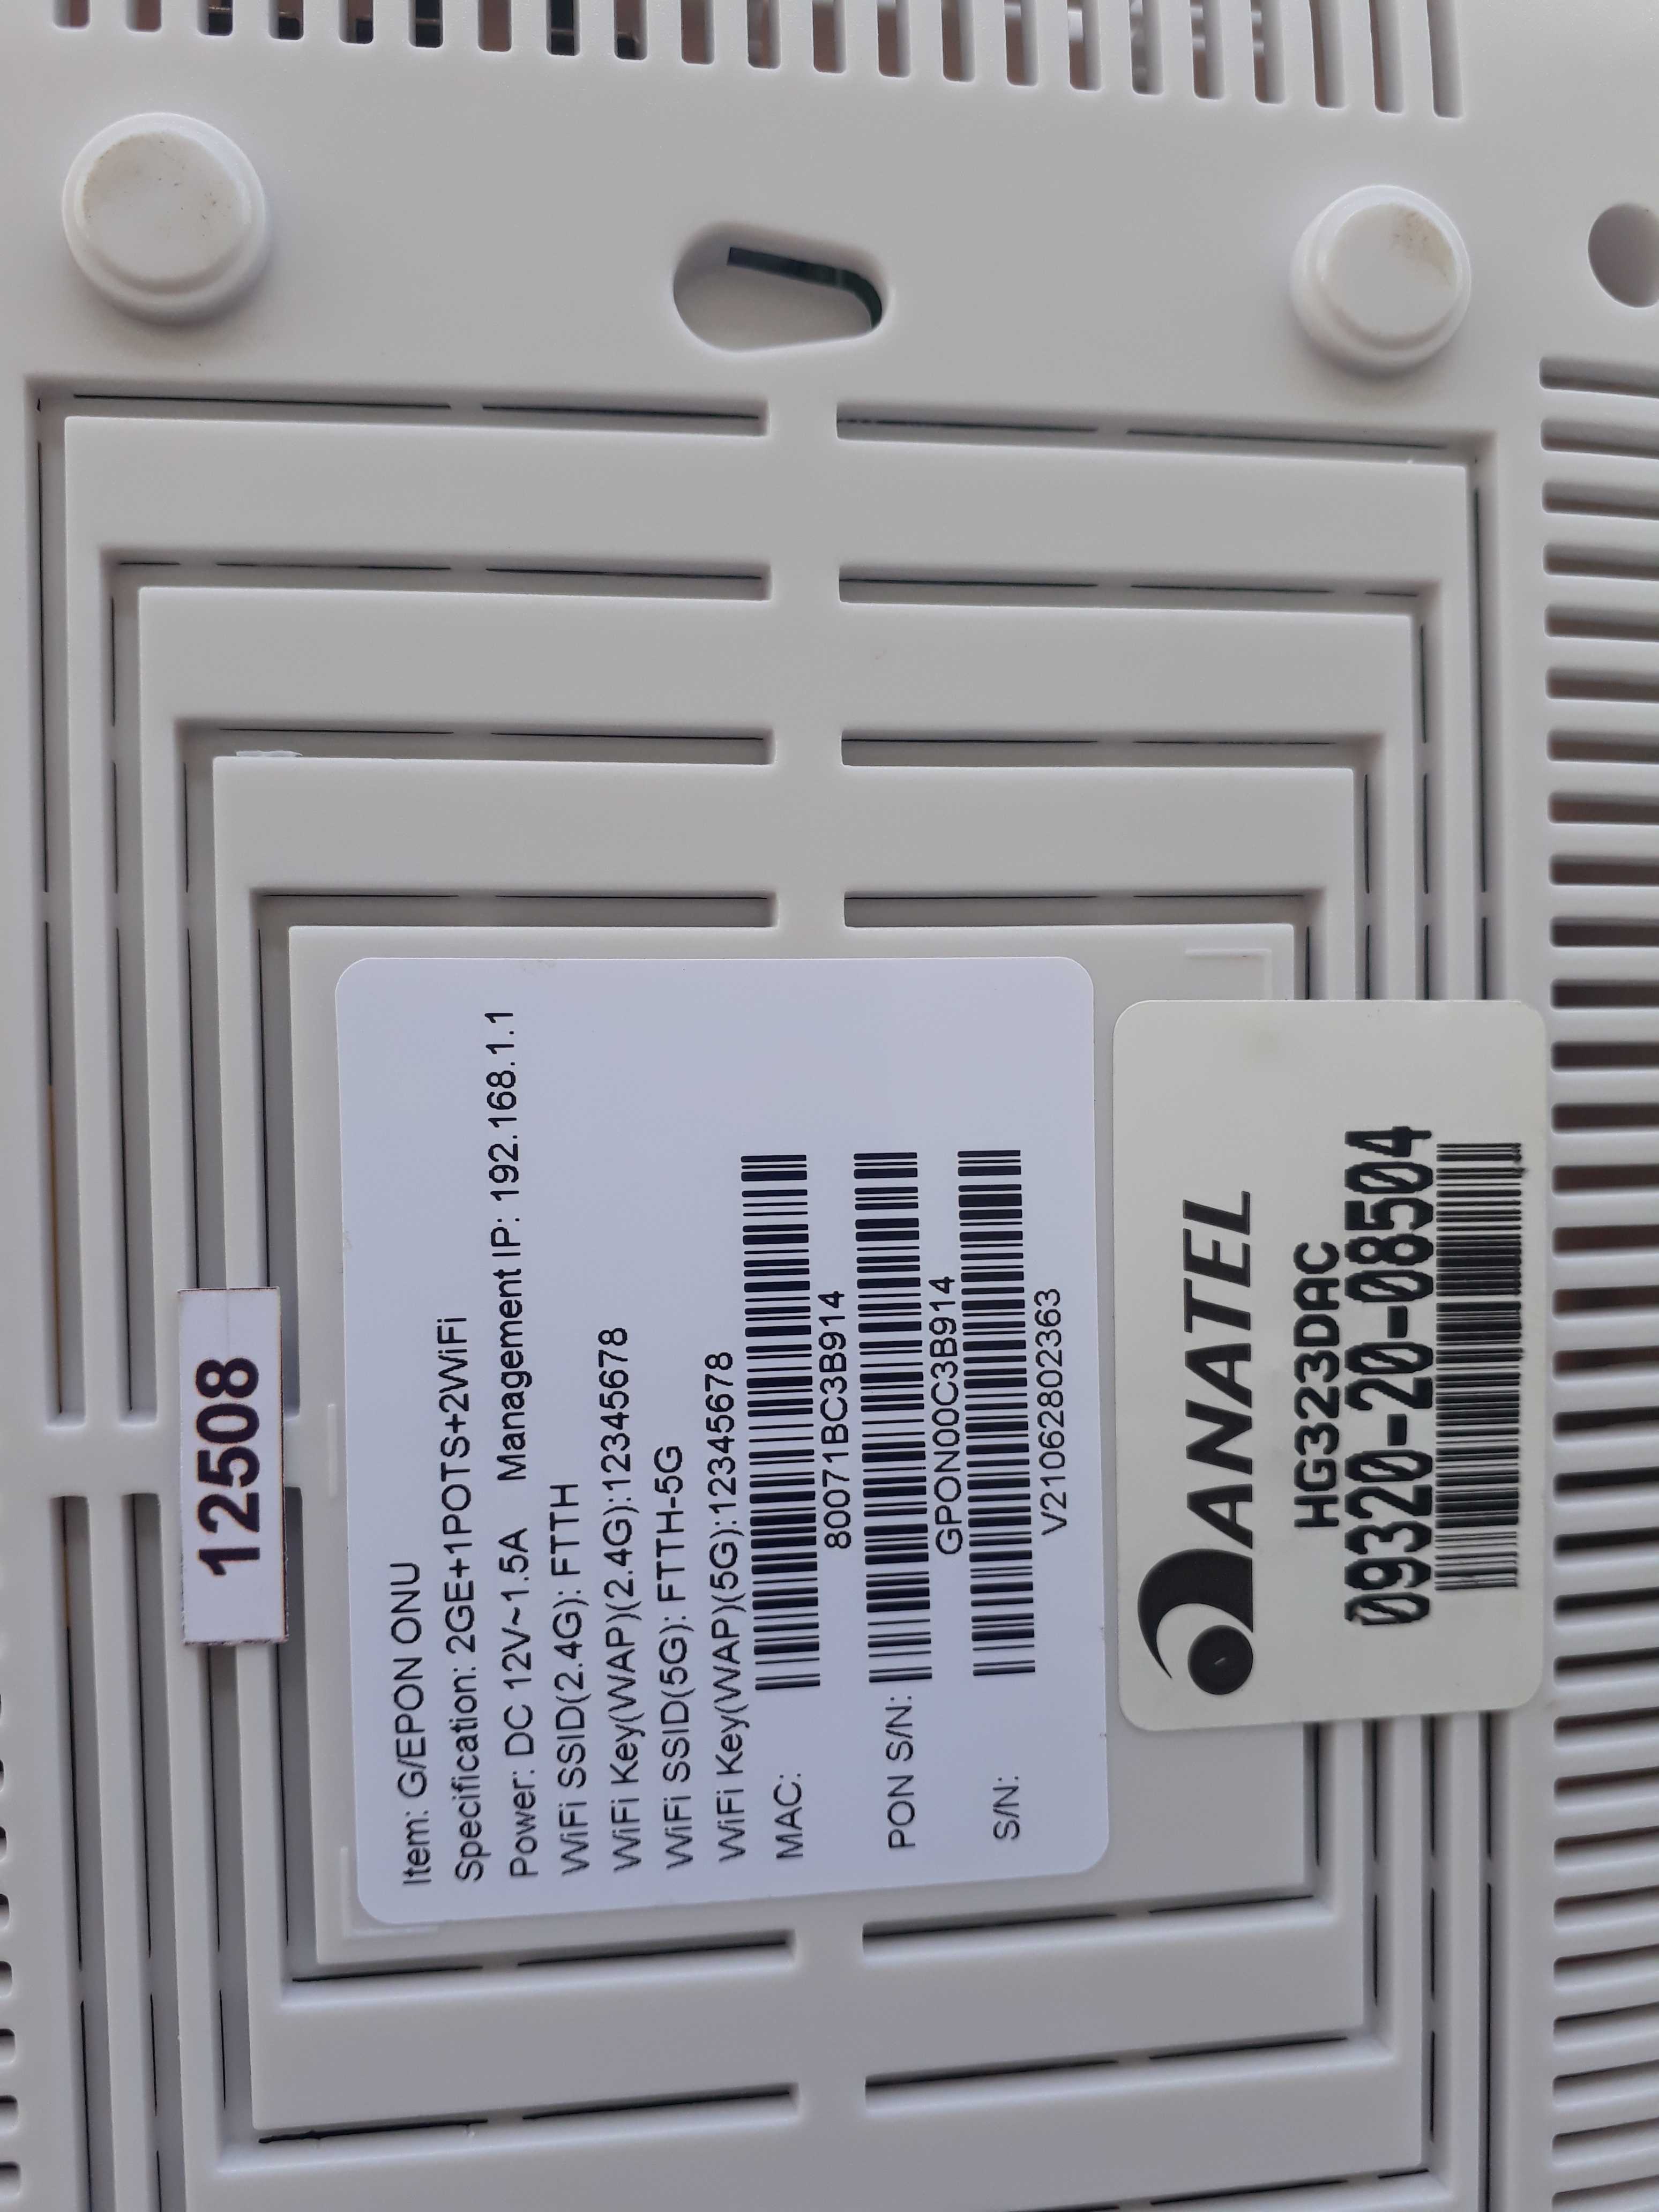 12508
Item: G/EPON ONU
Specification: 2GE+1POTS+2WiFi
Power: DC 12V~1.5A Management IP: 192.168.1.1
WiFi SSID(2.4G): FTTH
WiFi Key(WAP)(2.4G):12345678
WiFi SSID(5G): FTTH-5G
WiFi Key(WAP)(5G):12345678
MAC:
80071BC3B914
PON S/N:
GPON00C3B914
S/N:
V21062802363
ANATEL
HG323DAC
09320-20-08504